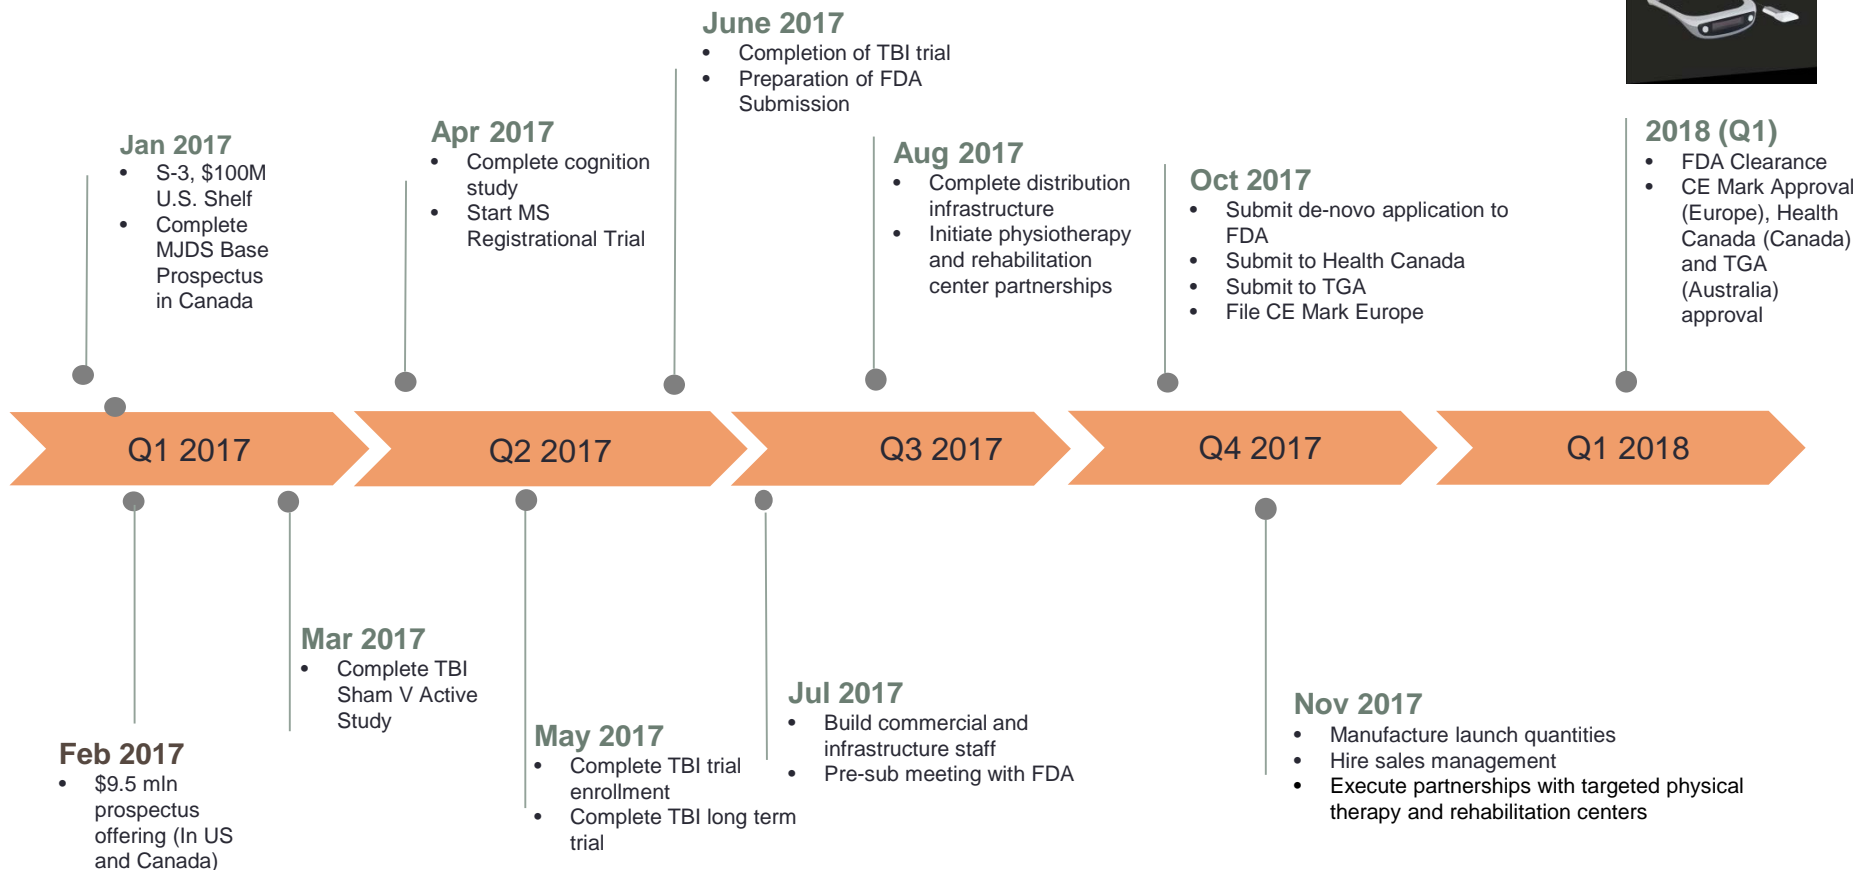 June 2017
• Completion of TBI trial
• Preparation of FDA
Submission
Jan 2017
• S-3, $100M
U.S. Shelf
• Complete
MJDS Base
Prospectus
in Canada
Apr 2017
• Complete cognition
study
• Start MS
Registrational Trial
Aug 2017
• Complete distribution
infrastructure
• Initiate physiotherapy
and rehabilitation
center partnerships
Oct 2017
• Submit de-novo application to
FDA
• Submit to Health Canada
• Submit to TGA
• File CE Mark Europe
2018 (Q1)
• FDA Clearance
• CE Mark Approval
(Europe), Health
Canada (Canada)
and TGA
(Australia)
approval
Q1 2017
Q2 2017
Q3 2017
Q4 2017
Q1 2018
Feb 2017
• $9.5 mln
prospectus
offering (In US
and Canada)
Mar 2017
• Complete TBI
Sham V Active
Study
May 2017
• Complete TBI trial
enrollment
• Complete TBI long term
trial
Jul 2017
• Build commercial and
infrastructure staff
• Pre-sub meeting with FDA
Nov 2017
• Manufacture launch quantities
• Hire sales management
• Execute partnerships with targeted physical
therapy and rehabilitation centers